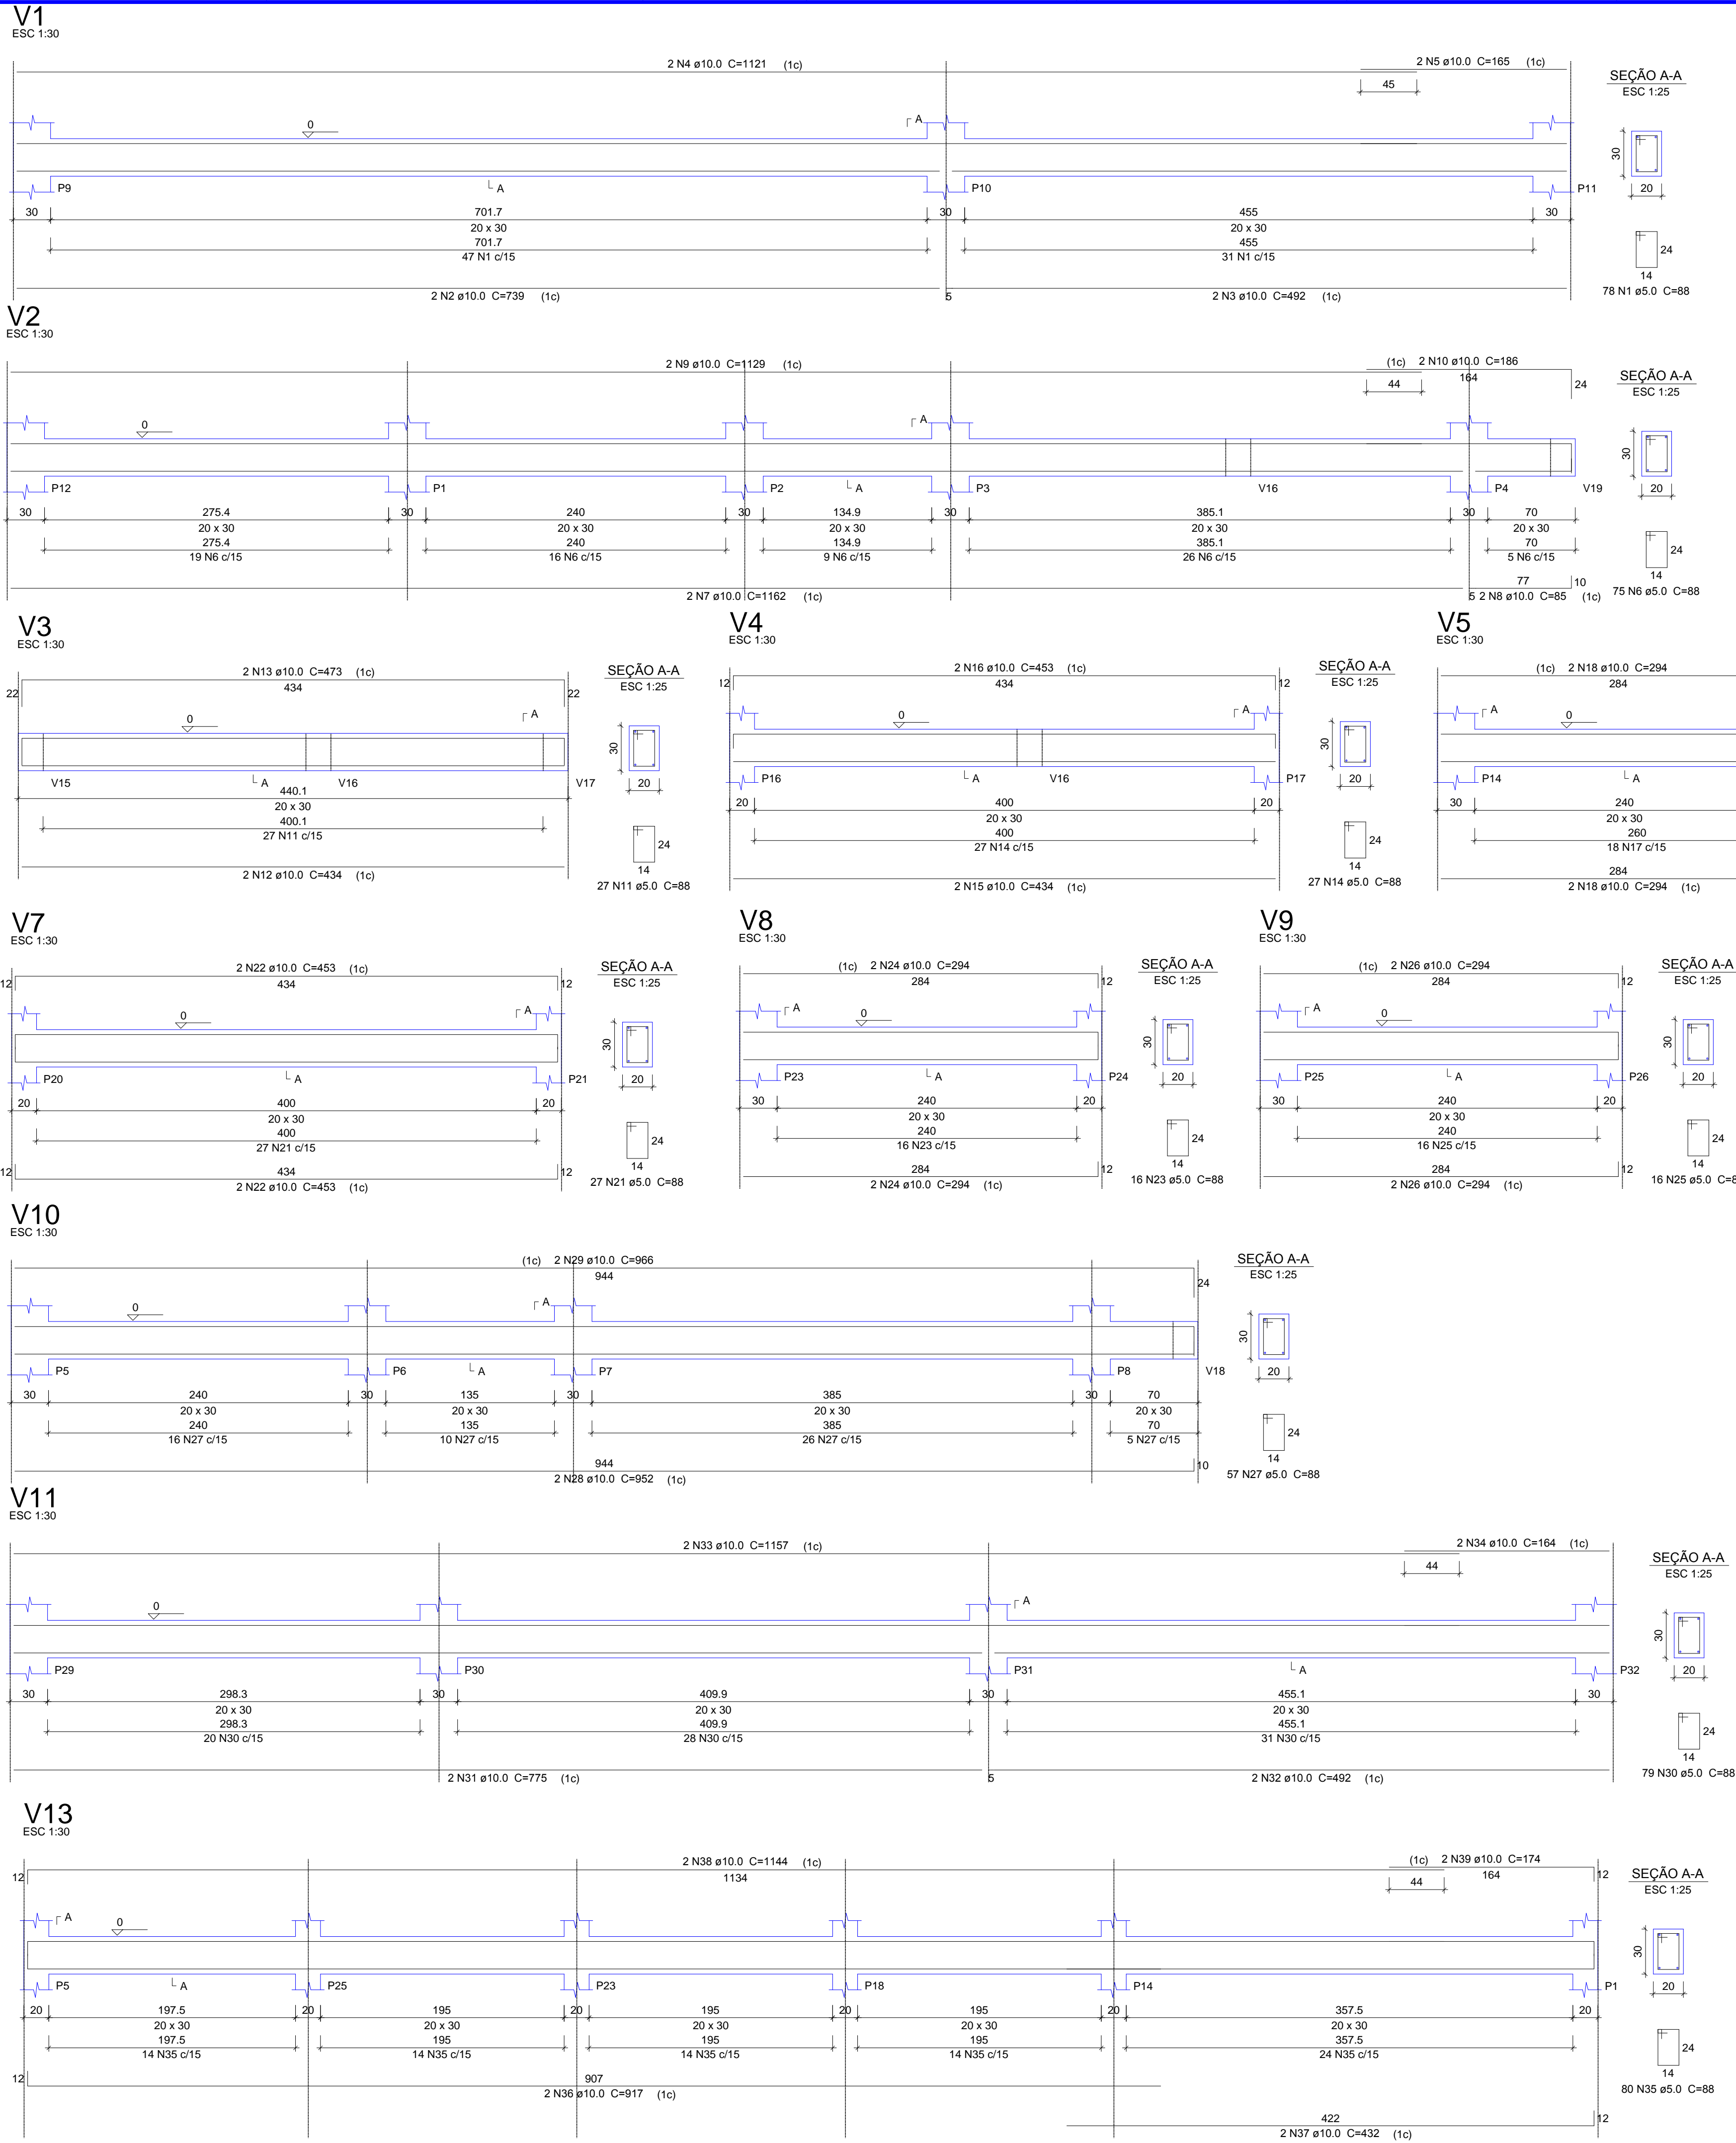 V1
ESC 1:30
2 N4 ø10.0 C=1121 (1c)
2 N5 ø10.0 C=165 (1c)
45
SEÇÃO A-A
ESC 1:25
0
A
30
20
P9
A
P10
P11
30 701.7 30 455 30
20 x 30 20 x 30
701.7 455
47 N1 c/15 31 N1 c/15
24
14
78 N1 ø5.0 C=88
2 N2 ø10.0 C=739 (1c)
5
2 N3 ø10.0 C=492 (1c)
V2
ESC 1:30
2 N9 ø10.0 C=1129 (1c)
(1c) 2 N10 ø10.0 C=186
164
44
24
SEÇÃO A-A
ESC 1:25
0
A
30
20
P12 P1 P2 A P3 V16 P4 V19
30 275.4 30 240 30 134.9 30 385.1 30 70
20 x 30 20 x 30 20 x 30 20 x 30 20 x 30
275.4 240 134.9 385.1 70
19 N6 c/15 16 N6 c/15 9 N6 c/15 26 N6 c/15 5 N6 c/15
24
14
75 N6 ø5.0 C=88
77
10
2 N7 ø10.0 C=1162 (1c)
5 2 N8 ø10.0 C=85 (1c)
V3
ESC 1:30
2 N13 ø10.0 C=473 (1c)
434
22
22
SEÇÃO A-A
ESC 1:25
0
A
30
20
V15 A V16 V17
440.1
20 x 30
400.1
27 N11 c/15
24
14
27 N11 ø5.0 C=88
2 N12 ø10.0 C=434 (1c)
V4
ESC 1:30
2 N16 ø10.0 C=453 (1c)
434
12
12
SEÇÃO A-A
ESC 1:25
0
A
30
20
P16 A V16 P17
20 400 20
20 x 30
400
27 N14 c/15
24
14
27 N14 ø5.0 C=88
2 N15 ø10.0 C=434 (1c)
V5
ESC 1:30
(1c) 2 N18 ø10.0 C=294
284
A
0
P14 A
30 240
20 x 30
260
18 N17 c/15
284
2 N18 ø10.0 C=294 (1c)
V7
ESC 1:30
2 N22 ø10.0 C=453 (1c)
434
12
12
SEÇÃO A-A
ESC 1:25
0
A
30
20
P20 A P21
20 400 20
20 x 30
400
27 N21 c/15
24
14
27 N21 ø5.0 C=88
12 434 12
2 N22 ø10.0 C=453 (1c)
V8
ESC 1:30
(1c) 2 N24 ø10.0 C=294
284
12
SEÇÃO A-A
ESC 1:25
A
0
30
20
P23 A P24
30 240 20
20 x 30
240
16 N23 c/15
24
14
16 N23 ø5.0 C=88
284 12
2 N24 ø10.0 C=294 (1c)
V9
ESC 1:30
(1c) 2 N26 ø10.0 C=294
284
12
SEÇÃO A-A
ESC 1:25
A
0
30
20
P25 A P26
30 240 20
20 x 30
240
16 N25 c/15
24
14
16 N25 ø5.0 C=8
284 12
2 N26 ø10.0 C=294 (1c)
V10
ESC 1:30
(1c) 2 N29 ø10.0 C=966
944
24
SEÇÃO A-A
ESC 1:25
0
A
30
20
P5 P6 A P7 P8 V18
30 240 30 135 30 385 30 70
20 x 30 20 x 30 20 x 30 20 x 30
240 135 385 70
16 N27 c/15 10 N27 c/15 26 N27 c/15 5 N27 c/15
24
14
57 N27 ø5.0 C=88
944 10
2 N28 ø10.0 C=952 (1c)
V11
ESC 1:30
2 N33 ø10.0 C=1157 (1c)
2 N34 ø10.0 C=164 (1c)
44
SEÇÃO A-A
ESC 1:25
0
A
30
20
P29 P30 P31 A P32
30 298.3 30 409.9 30 455.1 30
20 x 30 20 x 30 20 x 30
298.3 409.9 455.1
20 N30 c/15 28 N30 c/15 31 N30 c/15
24
14
79 N30 ø5.0 C=88
2 N31 ø10.0 C=775 (1c)
5
2 N32 ø10.0 C=492 (1c)
V13
ESC 1:30
2 N38 ø10.0 C=1144 (1c)
1134
12
(1c) 2 N39 ø10.0 C=174
164
44
12
SEÇÃO A-A
ESC 1:25
A
0
30
20
P5 A P25 P23 P18 P14 P1
20 197.5 20 195 20 195 20 195 20 357.5 20
20 x 30 20 x 30 20 x 30 20 x 30 20 x 30
197.5 195 195 195 357.5
14 N35 c/15 14 N35 c/15 14 N35 c/15 14 N35 c/15 24 N35 c/15
24
14
80 N35 ø5.0 C=88
12 907
2 N36 ø10.0 C=917 (1c)
422 12
2 N37 ø10.0 C=432 (1c)